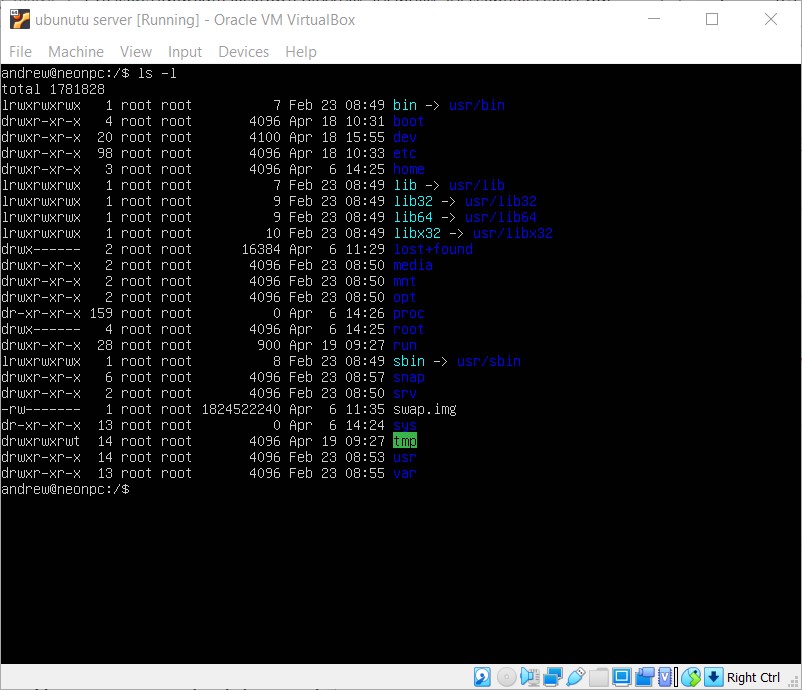 ubunutu server [Running] - Oracle VM VirtualBox
File Machine View Input Devices Help
andrew@neonpc:/$ ls -l
total 1781828
lrwxrwxrwx 1 root root 7 Feb 23 08:49 bin -> usr/bin
drwxr-xr-x 4 root root 4096 Apr 18 10:31 boot
drwxr-xr-x 20 root root 4100 Apr 18 15:55 dev
drwxr-xr-x 98 root root 4096 Apr 18 10:33 etc
drwxr-xr-x 3 root root 4096 Apr 6 14:25 home
lrwxrwxrwx 1 root root 7 Feb 23 08:49 lib -> usr/lib
lrwxrwxrwx 1 root root 9 Feb 23 08:49 lib32 -> usr/lib32
lrwxrwxrwx 1 root root 9 Feb 23 08:49 lib64 -> usr/lib64
lrwxrwxrwx 1 root root 10 Feb 23 08:49 libx32 -> usr/libx32
drwx------ 2 root root 16384 Apr 6 11:29 lost+found
drwxr-xr-x 2 root root 4096 Feb 23 08:50 media
drwxr-xr-x 2 root root 4096 Feb 23 08:50 mnt
drwxr-xr-x 2 root root 4096 Feb 23 08:50 opt
dr-xr-xr-x 159 root root 0 Apr 6 14:26 proc
drwx------ 4 root root 4096 Apr 6 14:25 root
drwxr-xr-x 28 root root 900 Apr 19 09:27 run
lrwxrwxrwx 1 root root 8 Feb 23 08:49 sbin -> usr/sbin
drwxr-xr-x 6 root root 4096 Feb 23 08:57 snap
drwxr-xr-x 2 root root 4096 Feb 23 08:50 srv
-rw------- 1 root root 1824522240 Apr 6 11:35 swap.img
dr-xr-xr-x 13 root root 0 Apr 6 14:24 sys
drwxrwxrwt 14 root root 4096 Apr 19 09:27 tmp
drwxr-xr-x 14 root root 4096 Feb 23 08:53 usr
drwxr-xr-x 13 root root 4096 Feb 23 08:55 var
andrew@neonpc:/$
Right Ctrl